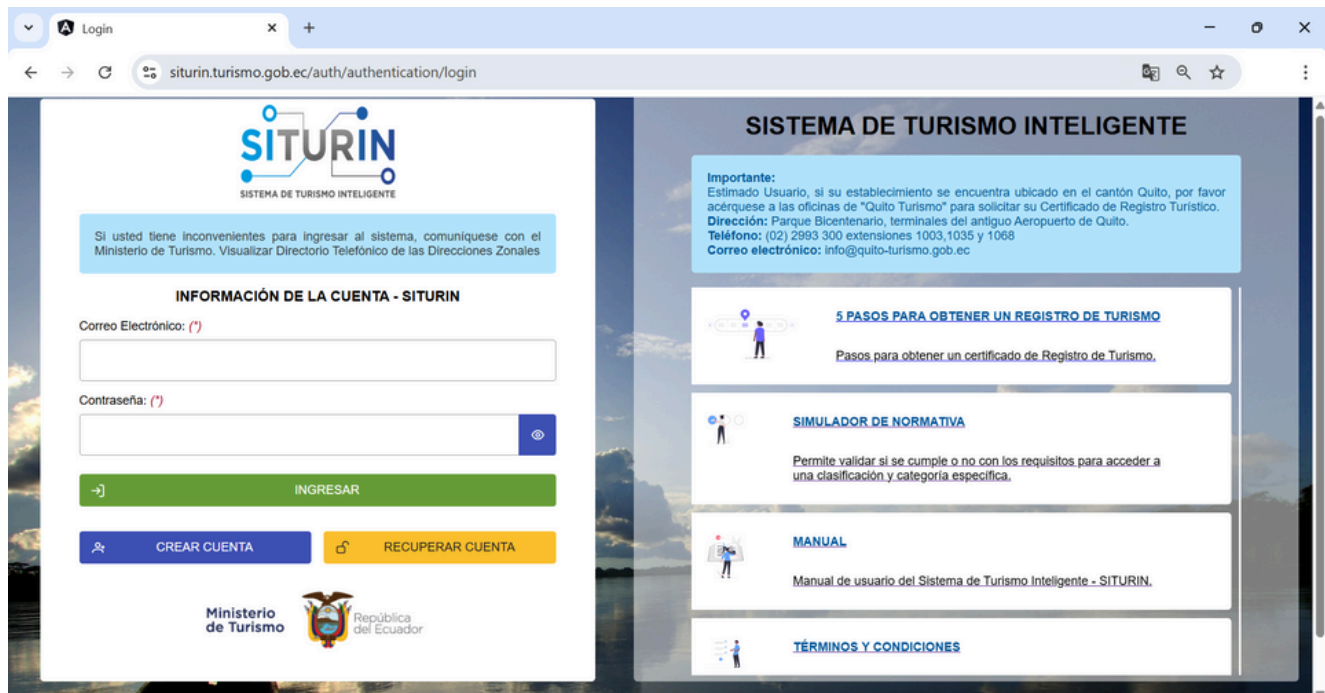 Login
siturin.turismo.gob.ec/auth/authentication/login
SITURIN
SISTEMA DE TURISMO INTELIGENTE
Si usted tiene inconvenientes para ingresar al sistema, comuníquese con el
Ministerio de Turismo. Visualizar Directorio Telefónico de las Direcciones Zonales
INFORMACIÓN DE LA CUENTA - SITURIN
Correo Electrónico: (*)
Contraseña: (*)
INGRESAR
CREAR CUENTA
RECUPERAR CUENTA
Ministerio
de Turismo
República
del Ecuador
SISTEMA DE TURISMO INTELIGENTE
Importante:
Estimado Usuario, si su establecimiento se encuentra ubicado en el cantón Quito, por favor
acérquese a las oficinas de "Quito Turismo" para solicitar su Certificado de Registro Turístico.
Dirección: Parque Bicentenario, terminales del antiguo Aeropuerto de Quito.
Teléfono: (02) 2993 300 extensiones 1003,1035 y 1068
Correo electrónico: info@quito-turismo.gob.ec
5 PASOS PARA OBTENER UN REGISTRO DE TURISMO
Pasos para obtener un certificado de Registro de Turismo.
SIMULADOR DE NORMATIVA
Permite validar si se cumple o no con los requisitos para acceder a
una clasificación y categoría específica.
MANUAL
Manual de usuario del Sistema de Turismo Inteligente - SITURIN.
TÉRMINOS Y CONDICIONES